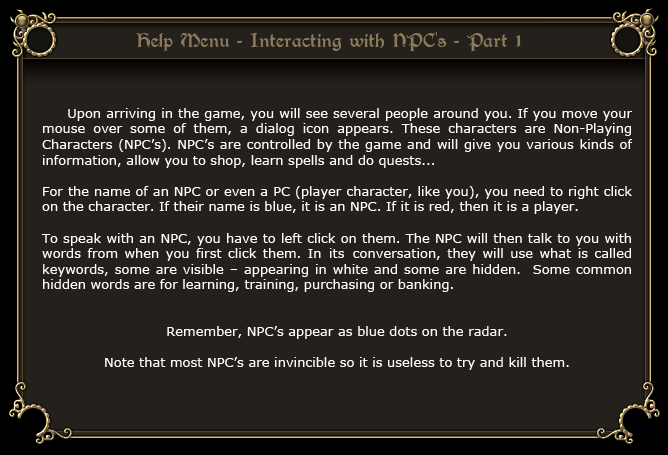 Help Menu - Interacting with NPC's - Part 1
Upon arriving in the game, you will see several people around you. If you move your
mouse over some of them, a dialog icon appears. These characters are Non-Playing
Characters (NPC’s). NPC’s are controlled by the game and will give you various kinds of
information, allow you to shop, learn spells and do quests...
For the name of an NPC or even a PC (player character, like you), you need to right click
on the character. If their name is blue, it is an NPC. If it is red, then it is a player.
To speak with an NPC, you have to left click on them. The NPC will then talk to you with
words from when you first click them. In its conversation, they will use what is called
keywords, some are visible – appearing in white and some are hidden. Some common
hidden words are for learning, training, purchasing or banking.
Remember, NPC’s appear as blue dots on the radar.
Note that most NPC’s are invincible so it is useless to try and kill them.